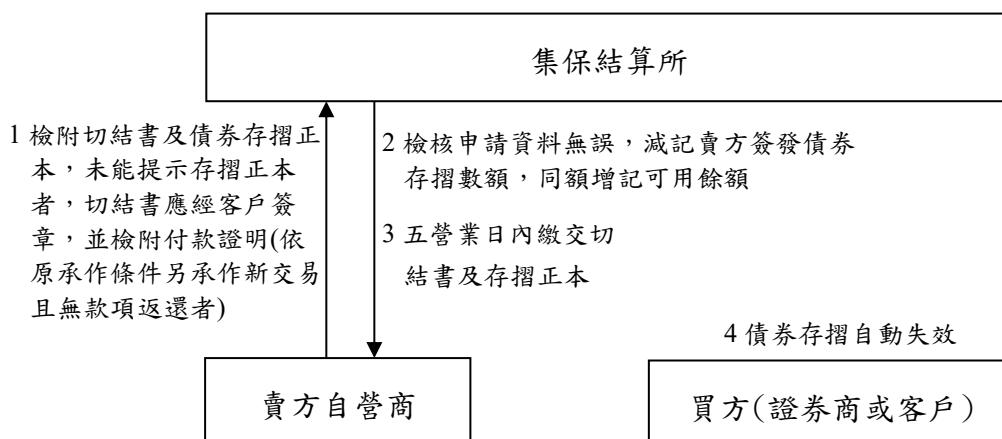 集保結算所
1 檢附切結書及債券存摺正
本，未能提示存摺正本
者，切結書應經客戶簽
章，並檢附付款證明(依
原承作條件另承作新交易
且無款項返還者)
2 檢核申請資料無誤，減記賣方簽發債券
存摺數額，同額增記可用餘額
3 五營業日內繳交切
結書及存摺正本
4 債券存摺自動失效
賣方自營商
買方(證券商或客戶)